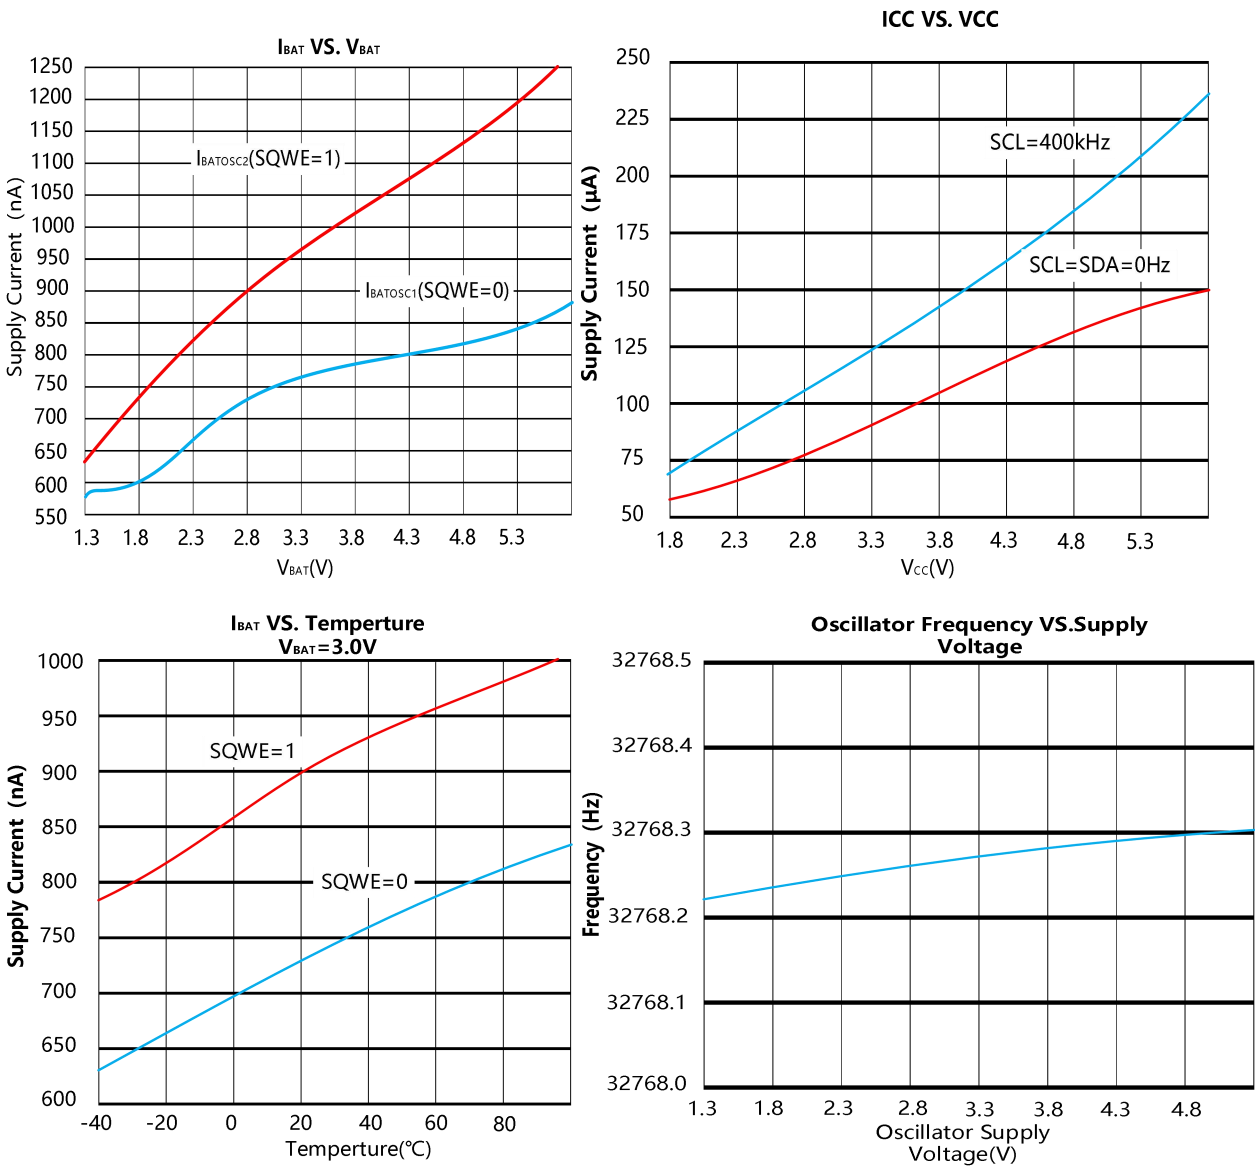 IBAT VS. VBAT
1250
1200
1150
1100
1050
1000
950
900
850
800
750
700
650
600
550
Supply Current (nA)
IBATOSC2(SQWE=1)
IBATOSC1(SQWE=0)
1.3 1.8 2.3 2.8 3.3 3.8 4.3 4.8 5.3
VBAT(V)
ICC VS. VCC
250
225
200
175
150
125
100
75
50
Supply Current (μA)
SCL=400kHz
SCL=SDA=0Hz
1.8 2.3 2.8 3.3 3.8 4.3 4.8 5.3
VCC(V)
IBAT VS. Temperture
VBAT=3.0V
1000
950
900
850
800
750
700
650
600
Supply Current (nA)
SQWE=1
SQWE=0
-40 -20 0 20 40 60 80
Temperture(℃)
Oscillator Frequency VS.Supply
Voltage
32768.5
32768.4
32768.3
32768.2
32768.1
32768.0
Frequency (Hz)
1.3 1.8 2.3 2.8 3.3 3.8 4.3 4.8
Oscillator Supply
Voltage(V)